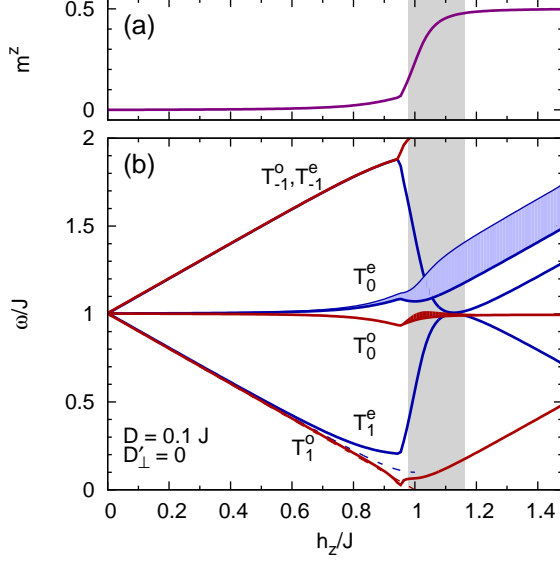 (a)
0.5
0
m^z
(b)
2
1.5
1
0.5
0
ω/J
T^o_-1,T^e_-1
T^e_0
T^o_0
T^e_1
T^o_1
D = 0.1 J
D′_⊥ = 0
0 0.2 0.4 0.6 0.8 1 1.2 1.4
h_z/J